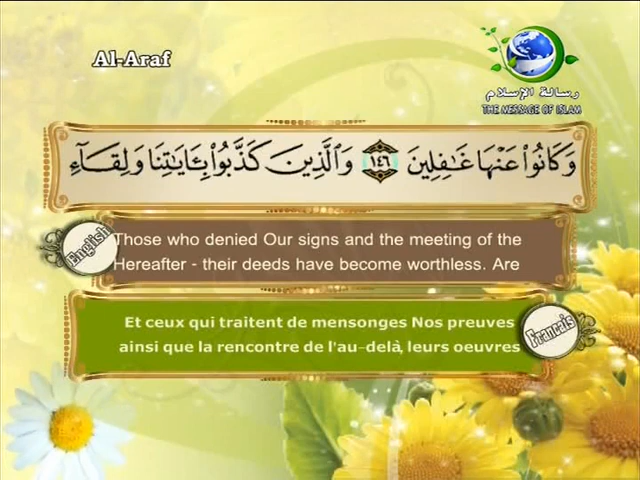 Al-Araf
رسالة الإسلام
THE MESSAGE OF ISLAM
وَكَانُوا۟ عَنْهَا غَـٰفِلِينَ ١٤٦ وَٱلَّذِينَ كَذَّبُوا۟ بِـَٔايَـٰتِنَا وَلِقَآءِ
English
Those who denied Our signs and the meeting of the
Hereafter - their deeds have become worthless. Are
Et ceux qui traitent de mensonges Nos preuves
ainsi que la rencontre de l'au-delà, leurs oeuvres
Francais